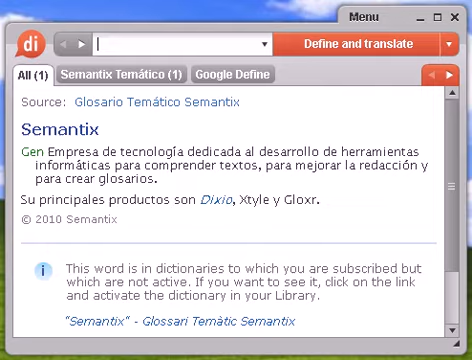 Menu
di
Define and translate
All (1)
Semantix Temático (1)
Google Define
Source: Glosario Temático Semantix
Semantix
Gen Empresa de tecnología dedicada al desarrollo de herramientas
informáticas para comprender textos, para mejorar la redacción y
para crear glosarios.
Su principales productos son Dixio, Xtyle y Gloxr.
© 2010 Semantix
i
This word is in dictionaries to which you are subscribed but
which are not active. If you want to see it, click on the link
and activate the dictionary in your Library.
"Semantix" - Glossari Temàtic Semantix